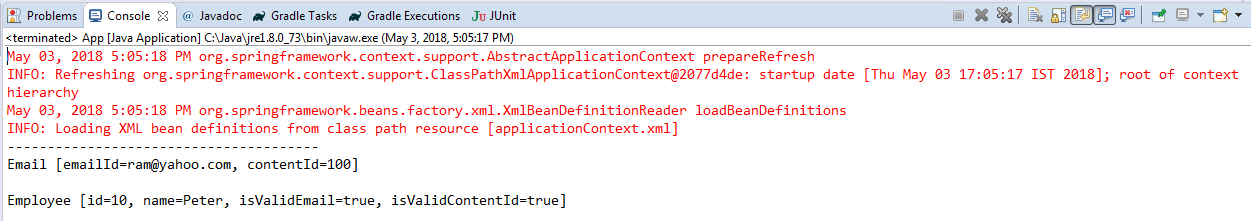 Problems Console Javadoc Gradle Tasks Gradle Executions JUnit
<terminated> App [Java Application] C:\Java\jre1.8.0_73\bin\javaw.exe (May 3, 2018, 5:05:17 PM)
May 03, 2018 5:05:18 PM org.springframework.context.support.AbstractApplicationContext prepareRefresh
INFO: Refreshing org.springframework.context.support.ClassPathXmlApplicationContext@2077d4de: startup date [Thu May 03 17:05:17 IST 2018]; root of context
hierarchy
May 03, 2018 5:05:18 PM org.springframework.beans.factory.xml.XmlBeanDefinitionReader loadBeanDefinitions
INFO: Loading XML bean definitions from class path resource [applicationContext.xml]
---------------------------------------
Email [emailId=ram@yahoo.com, contentId=100]
Employee [id=10, name=Peter, isValidEmail=true, isValidContentId=true]